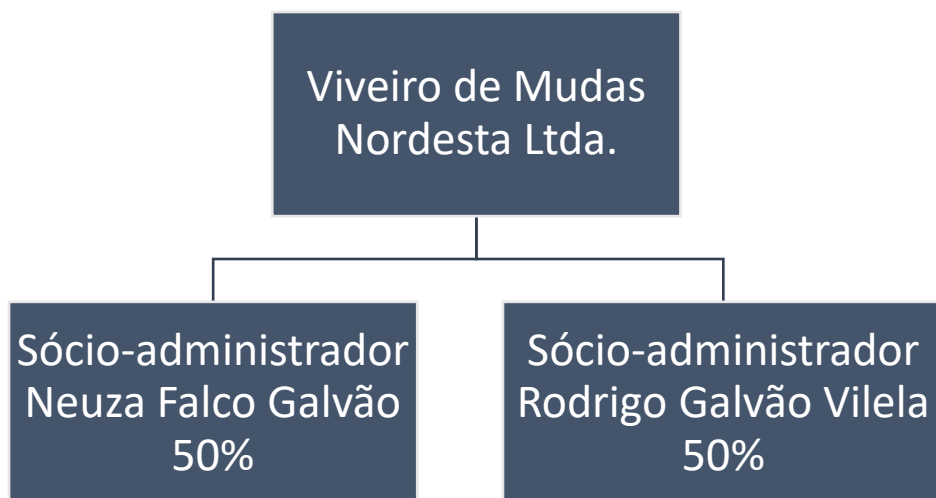 Viveiro de Mudas
Nordesta Ltda.
Sócio-administrador
Neuza Falco Galvão
50%
Sócio-administrador
Rodrigo Galvão Vilela
50%